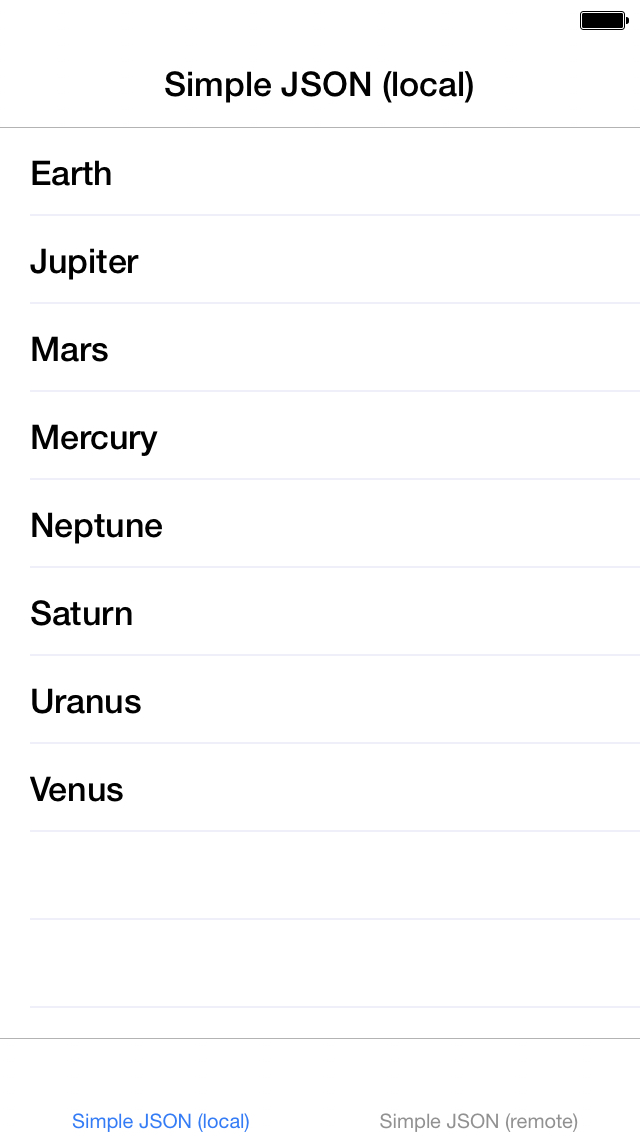 Simple JSON (local)
Earth
Jupiter
Mars
Mercury
Neptune
Saturn
Uranus
Venus
Simple JSON (local) Simple JSON (remote)